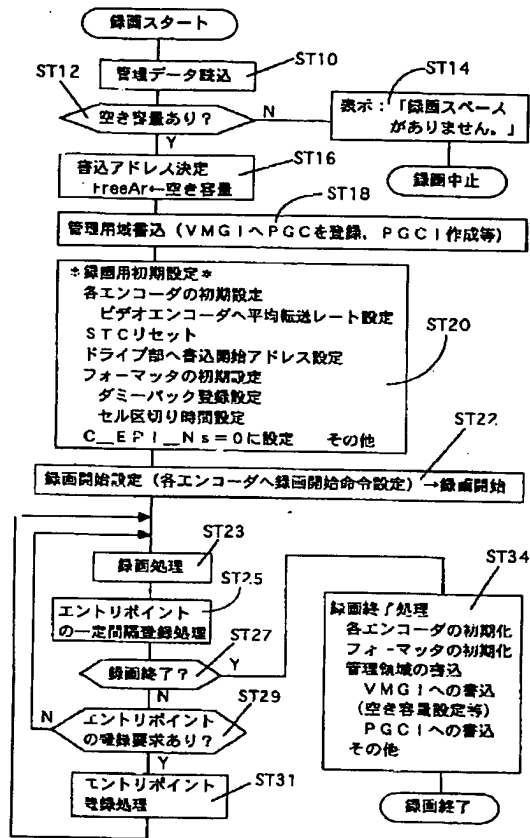 録画スタート
ST10
管理データ読込
ST12
空き容量あり?
N
Y
ST14
表示:「録画スペース
がありません。」
録画中止
ST16
書込アドレス決定
FreeAr←空き容量
ST18
管理用域書込(VMGIへPGCを登録、PGCI作成等)
*録画用初期設定*
各エンコーダの初期設定
ビデオエンコーダへ平均転送レート設定
STCリセット
ドライブ部へ書込開始アドレス設定
フォーマッタの初期設定
ダミーパック登録設定
セル区切り時間設定
C_EPI_Ns=0に設定 その他
ST20
ST22
録画開始設定(各エンコーダへ録画開始命令設定)→録画開始
ST23
録画処理
ST25
エントリポイント
の一定間隔登録処理
ST27
録画終了?
Y
N
ST29
エントリポイント
の登録要求あり?
N
Y
ST31
エントリポイント
登録処理
ST34
録画終了処理
各エンコーダの初期化
フォーマッタの初期化
管理領域の書込
VMGIへの書込
(空き容量設定等)
PGCIへの書込
その他
録画終了